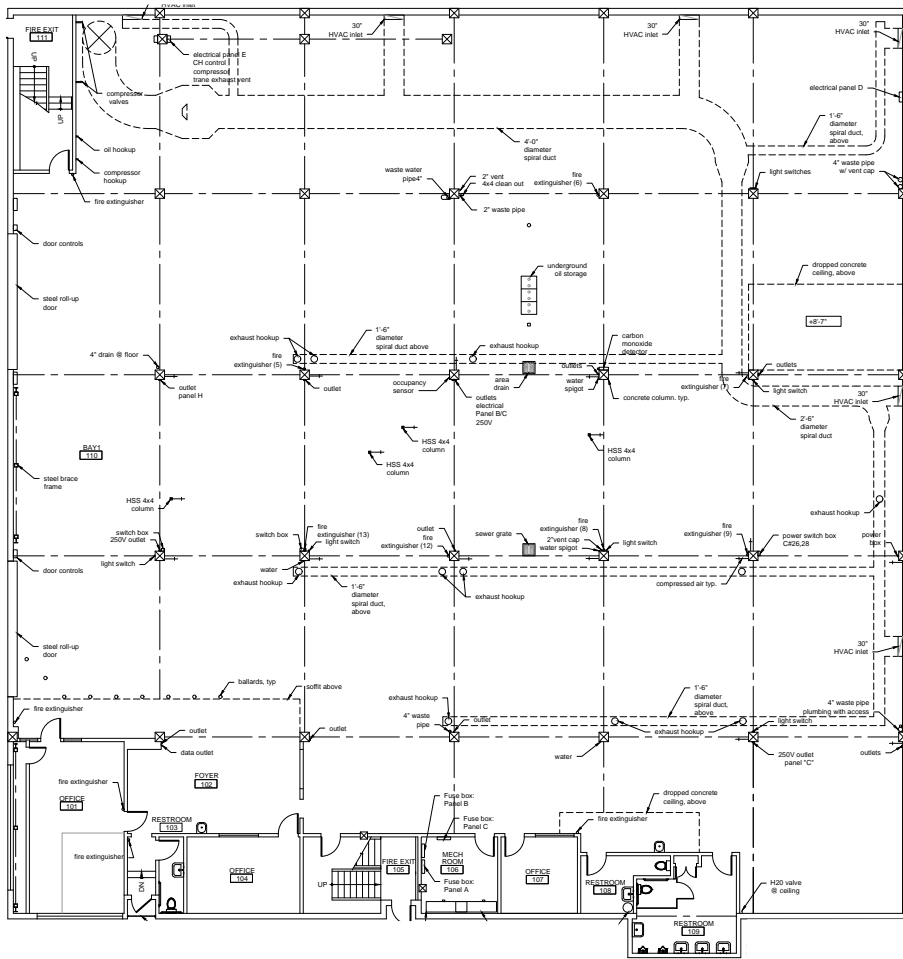 HVAC inlet
FIRE EXIT
111
UP
UP
electrical panel E
CH control
compressor
trane exhaust vent
compressor
valves
oil hookup
compressor
hookup
fire extinguisher
30"
HVAC inlet
30"
HVAC inlet
30"
HVAC inlet
electrical panel D
4'-0"
diameter
spiral duct
1'-6"
diameter
spiral duct,
above
4" waste pipe
w/ vent cap
waste water
pipe4"
2" vent
4x4 clean out
2" waste pipe
fire
extinguisher (6)
light switches
door controls
steel roll-up
door
underground
oil storage
dropped concrete
ceiling, above
+8'-7"
exhaust hookup
1'-6"
diameter
spiral duct above
exhaust hookup
carbon
monoxide
detector
4" drain @ floor
fire
extinguisher (5)
outlet
panel H
outlet
occupancy
sensor
outlets
electrical
Panel B/C
250V
area
drain
outlets
water
spigot
concrete column. typ.
fire
extinguisher (7)
outlets
light switch
30"
HVAC inlet
2'-6"
diameter
spiral duct
HSS 4x4
column
HSS 4x4
column
HSS 4x4
column
BAY1
110
steel brace
frame
HSS 4x4
column
exhaust hookup
switch box
250V outlet
light switch
switch box
fire
extinguisher (13)
light switch
water
outlet
fire
extinguisher (12)
sewer grate
fire
extinguisher (8)
2"vent cap
water spigot
light switch
fire
extinguisher (9)
power switch box
C#26,28
power
box
door controls
exhaust hookup
1'-6"
diameter
spiral duct,
above
exhaust hookup
compressed air typ.
steel roll-up
door
30"
HVAC inlet
ballards, typ
soffit above
exhaust hookup
1'-6"
diameter
spiral duct,
above
4" waste pipe
plumbing with access
fire extinguisher
outlet
data outlet
outlet
4" waste
pipe
outlet
exhaust hookup
light switch
water
250V outlet
panel "C"
outlets
fire extinguisher
OFFICE
101
FOYER
102
RESTROOM
103
fire extinguisher
DN
OFFICE
104
UP
FIRE EXIT
105
Fuse box:
Panel B
Fuse box:
Panel C
MECH
ROOM
106
Fuse box:
Panel A
OFFICE
107
dropped concrete
ceiling, above
fire extinguisher
RESTROOM
108
RESTROOM
109
H20 valve
@ ceiling